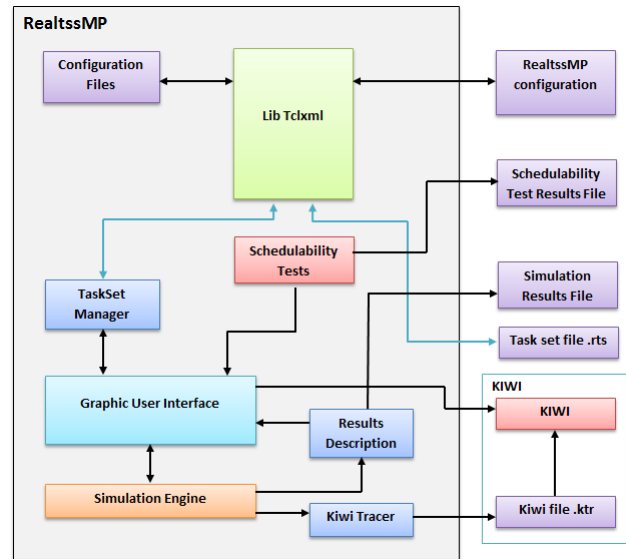 RealtssMP
Configuration
Files
Lib Tclxml
RealtssMP
configuration
Schedulability
Test Results File
Schedulability
Tests
TaskSet
Manager
Simulation
Results File
Task set file .rts
Graphic User Interface
Results
Description
KIWI
KIWI
Simulation Engine
Kiwi Tracer
Kiwi file .ktr